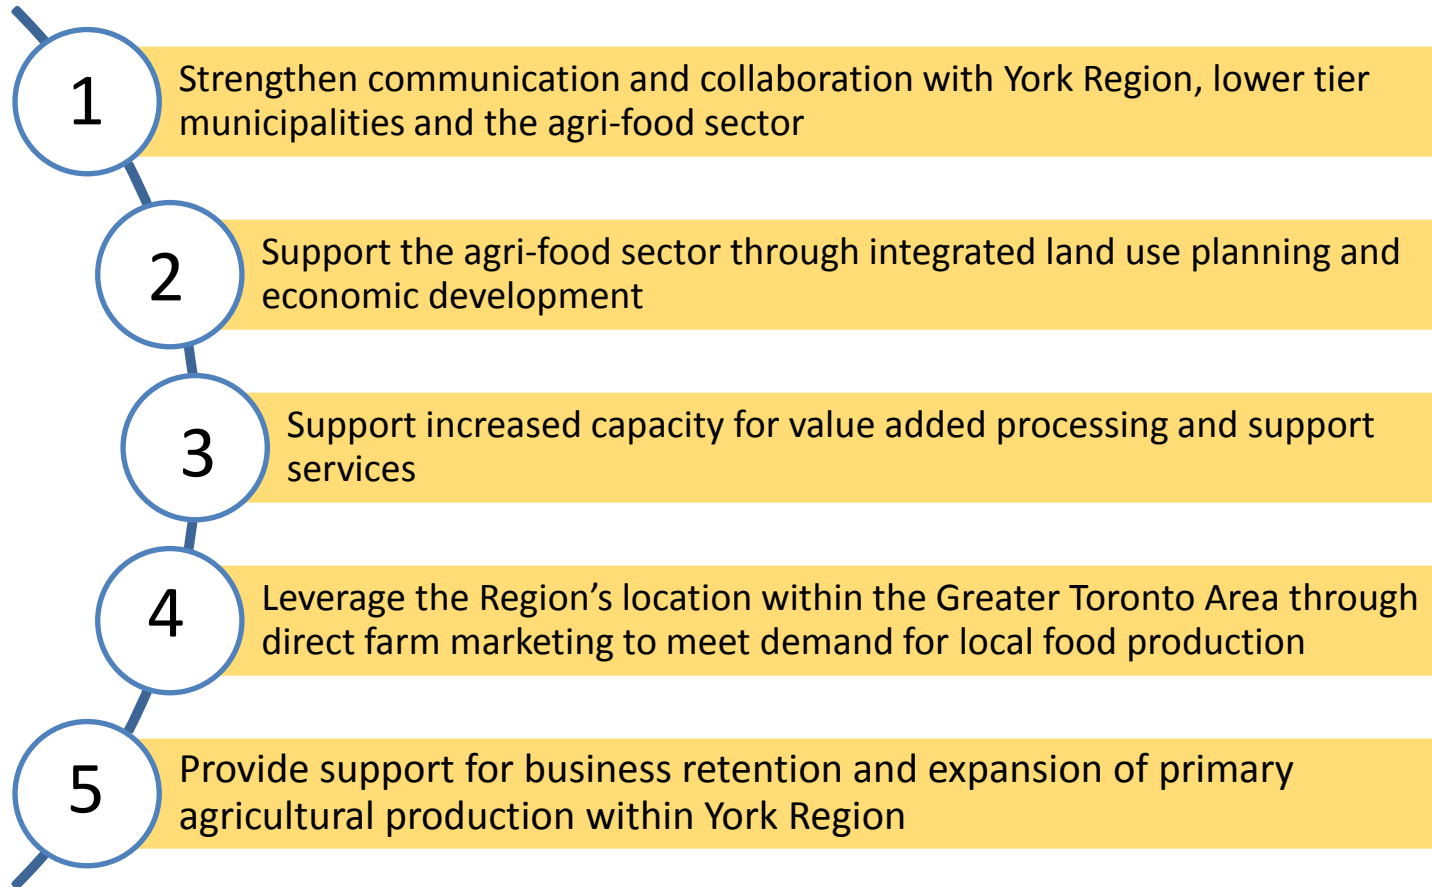 1
Strengthen communication and collaboration with York Region, lower tier
municipalities and the agri-food sector
2
Support the agri-food sector through integrated land use planning and
economic development
3
Support increased capacity for value added processing and support
services
4
Leverage the Region’s location within the Greater Toronto Area through
direct farm marketing to meet demand for local food production
5
Provide support for business retention and expansion of primary
agricultural production within York Region